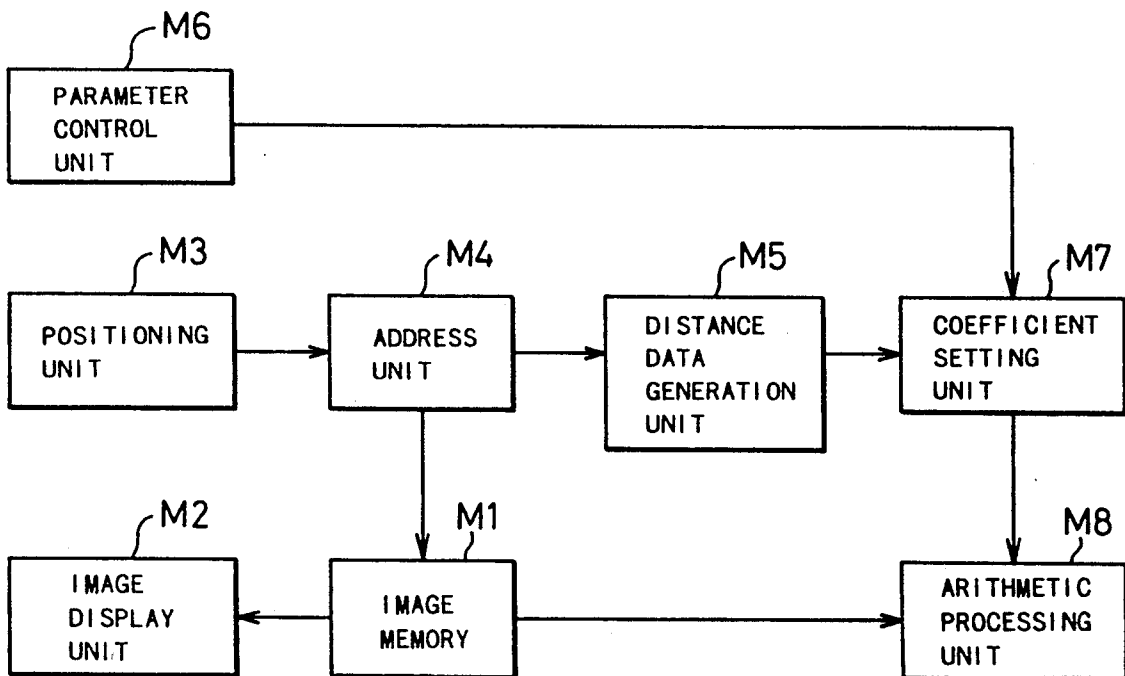 M6
PARAMETER
CONTROL
UNIT
M3
POSITIONING
UNIT
M4
ADDRESS
UNIT
M5
DISTANCE
DATA
GENERATION
UNIT
M7
COEFFICIENT
SETTING
UNIT
M2
IMAGE
DISPLAY
UNIT
M1
IMAGE
MEMORY
M8
ARITHMETIC
PROCESSING
UNIT